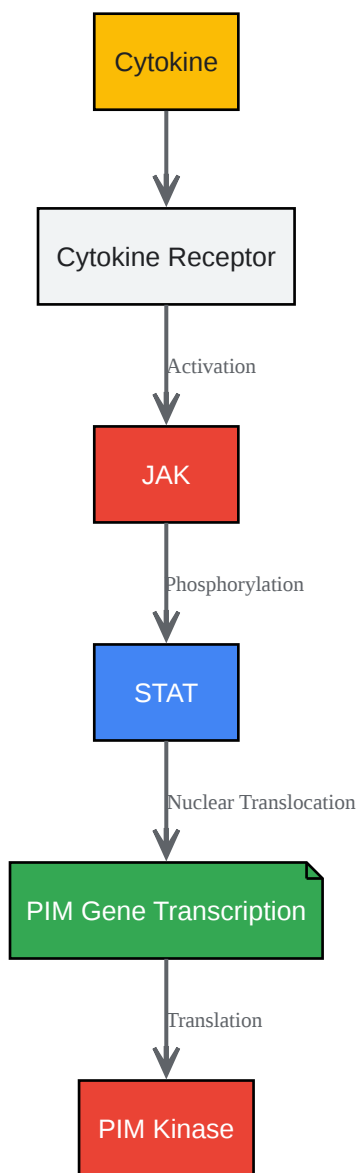 Cytokine
Cytokine Receptor
Activation
JAK
Phosphorylation
STAT
Nuclear Translocation
PIM Gene Transcription
Translation
PIM Kinase